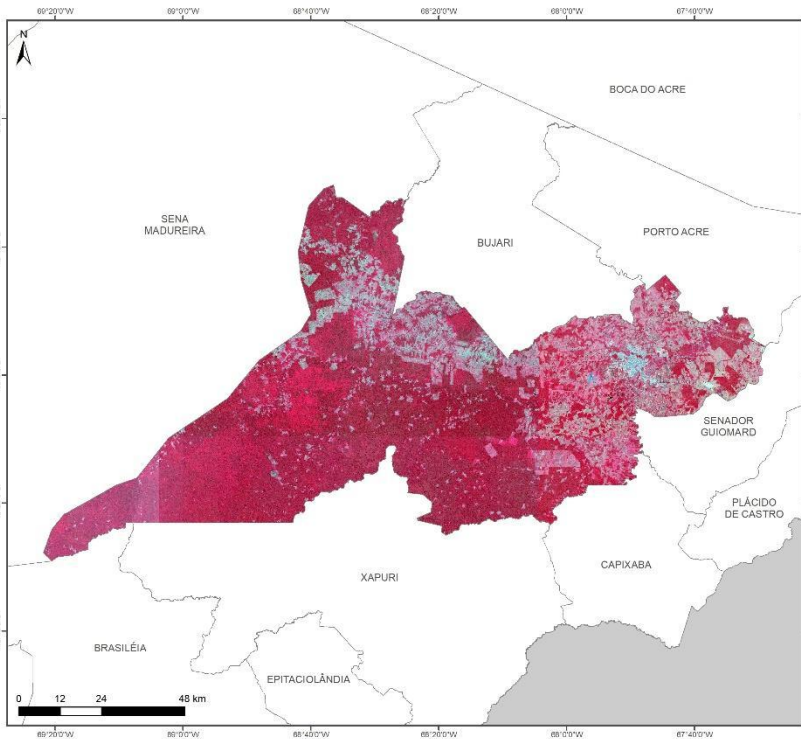 69°20'0"W 69°0'0"W 68°40'0"W 68°20'0"W 68°0'0"W 67°40'0"W
N
BOCA DO ACRE
SENA
MADUREIRA
PORTO ACRE
BUJARI
SENADOR
GUIOMARD
PLÁCIDO
DE CASTRO
CAPIXABA
XAPURI
BRASILÉIA
EPITACIOLÂNDIA
0 12 24 48 km
69°20'0"W 69°0'0"W 68°40'0"W 68°20'0"W 68°0'0"W 67°40'0"W